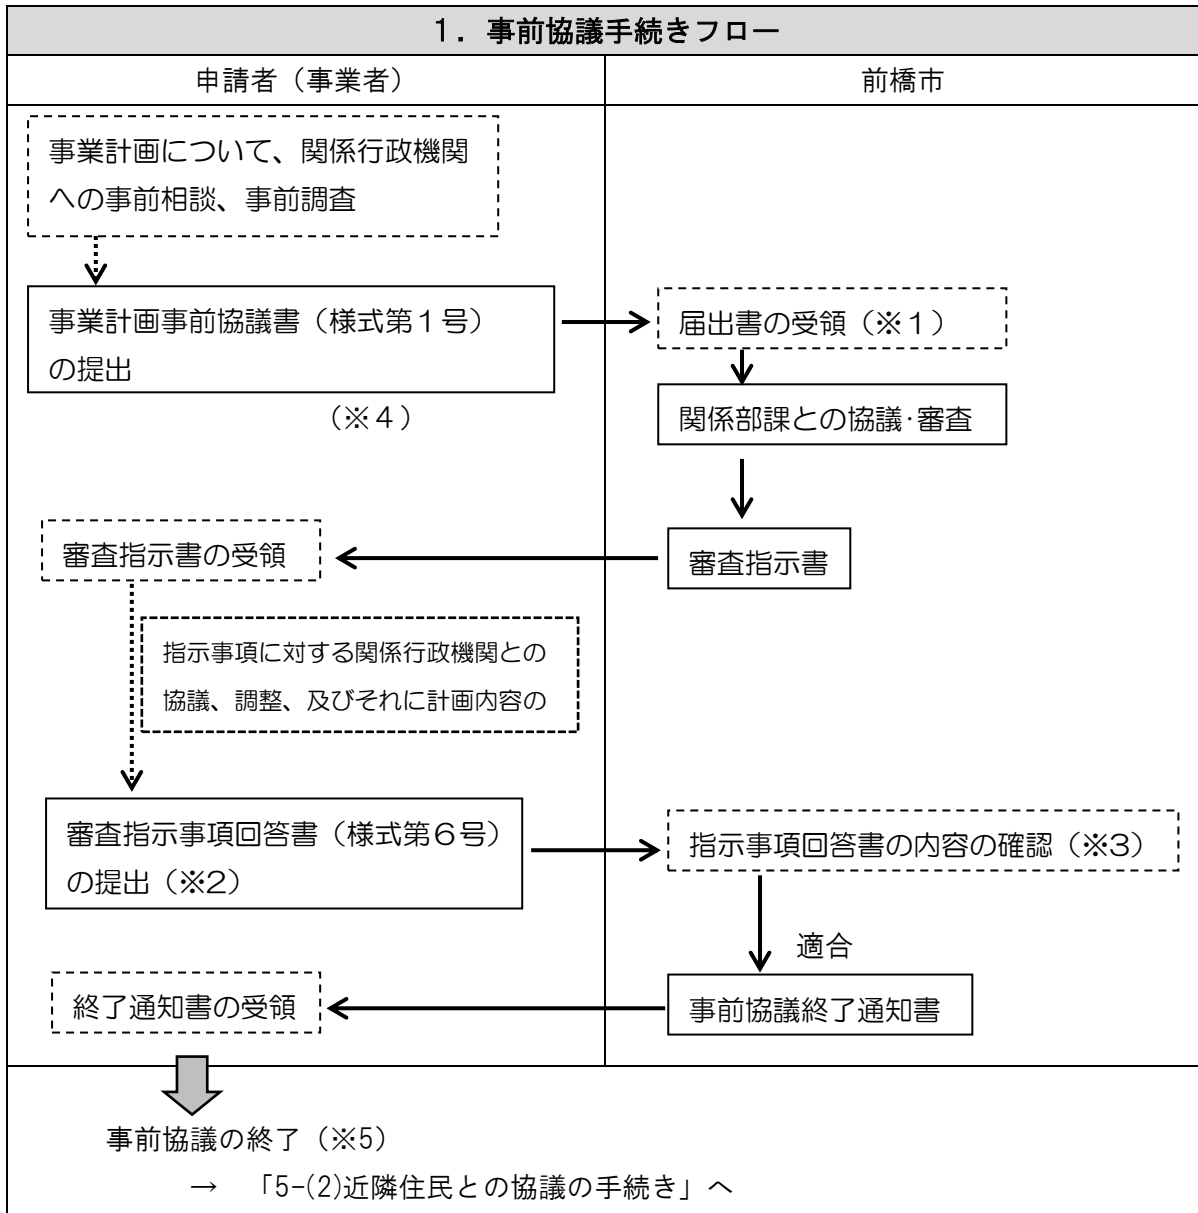 1．事前協議手続きフロー
申請者（事業者）
前橋市
事業計画について、関係行政機関
への事前相談、事前調査
事業計画事前協議書（様式第１号）
の提出
（※４）
届出書の受領（※１）
関係部課との協議･審査
審査指示書の受領
審査指示書
指示事項に対する関係行政機関との
協議、調整、及びそれに計画内容の
審査指示事項回答書（様式第６号）
の提出（※２）
指示事項回答書の内容の確認（※３）
適合
終了通知書の受領
事前協議終了通知書
事前協議の終了（※5）
→　「5-(2)近隣住民との協議の手続き」へ